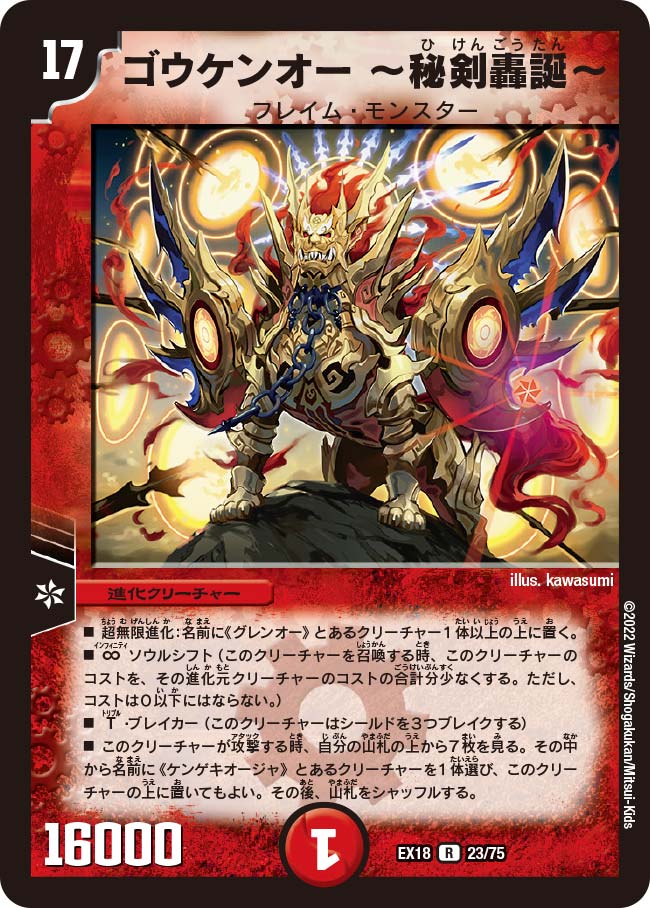 17
ゴウケンオー ～秘剣轟誕～
ひ けんごうたん
フレイム・モンスター
illus. kawasumi
進化クリーチャー
■ 超無限進化：名前に《グレンオー》とあるクリーチャー1体以上の上に置く。
■ ∞ ソウルシフト（このクリーチャーを召喚する時、このクリーチャーの
コストを、その進化元クリーチャーのコストの合計分少なくする。ただし、
コストは０以下にはならない。）
■ T・ブレイカー（このクリーチャーはシールドを３つブレイクする）
■ このクリーチャーが攻撃する時、自分の山札の上から７枚を見る。その中
から名前に《ケンゲキオージャ》とあるクリーチャーを１体選び、このクリー
チャーの上に置いてもよい。その後、山札をシャッフルする。
©2022 Wizards/Shogakukan/Mitsui-Kids
16000
1
EX18 R 23/75